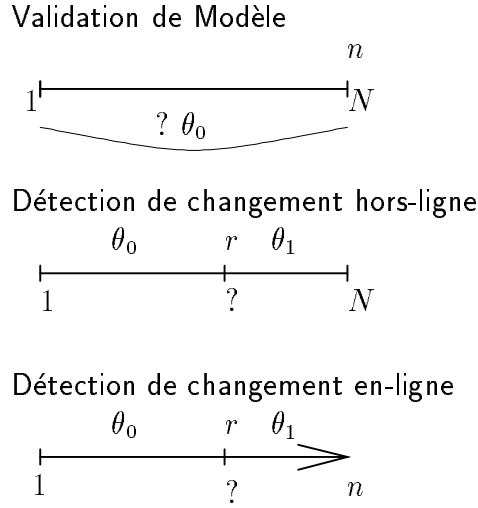 Validation de Modèle
n
1 N
? θ₀
Détection de changement hors-ligne
θ₀ r θ₁
1 ? N
Détection de changement en-ligne
θ₀ r θ₁
1 ? n